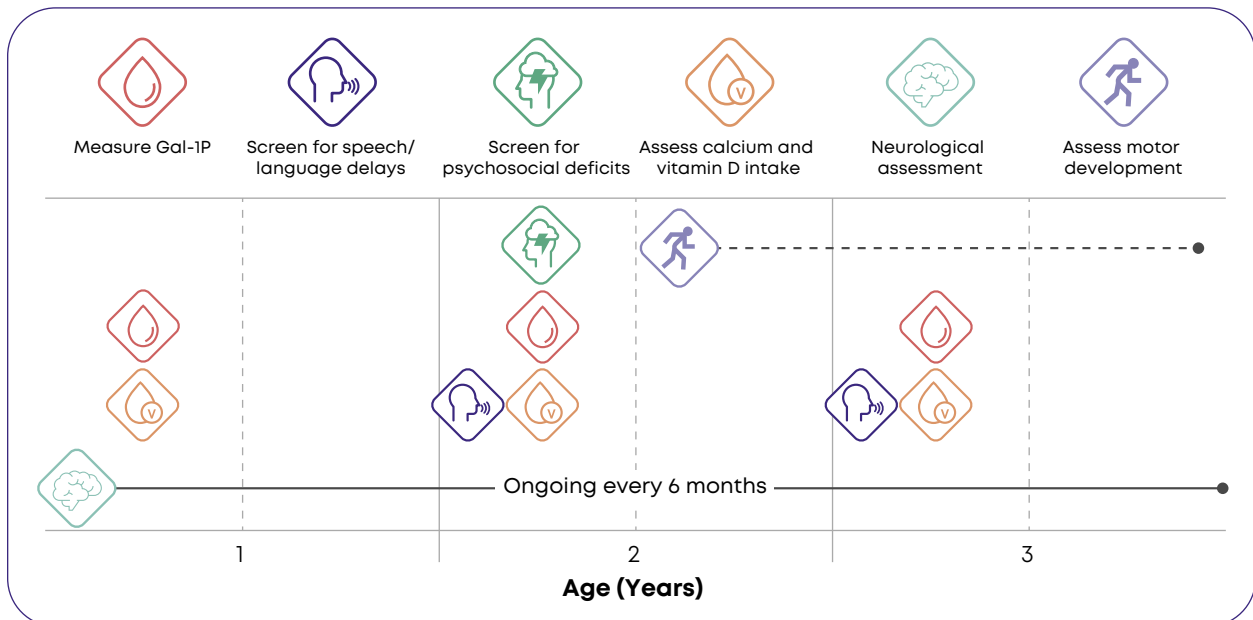 Measure Gal-1P
Screen for speech/
language delays
Screen for
psychosocial deficits
Assess calcium and
vitamin D intake
Neurological
assessment
Assess motor
development
V
V
V
V
Ongoing every 6 months
1
2
3
Age (Years)